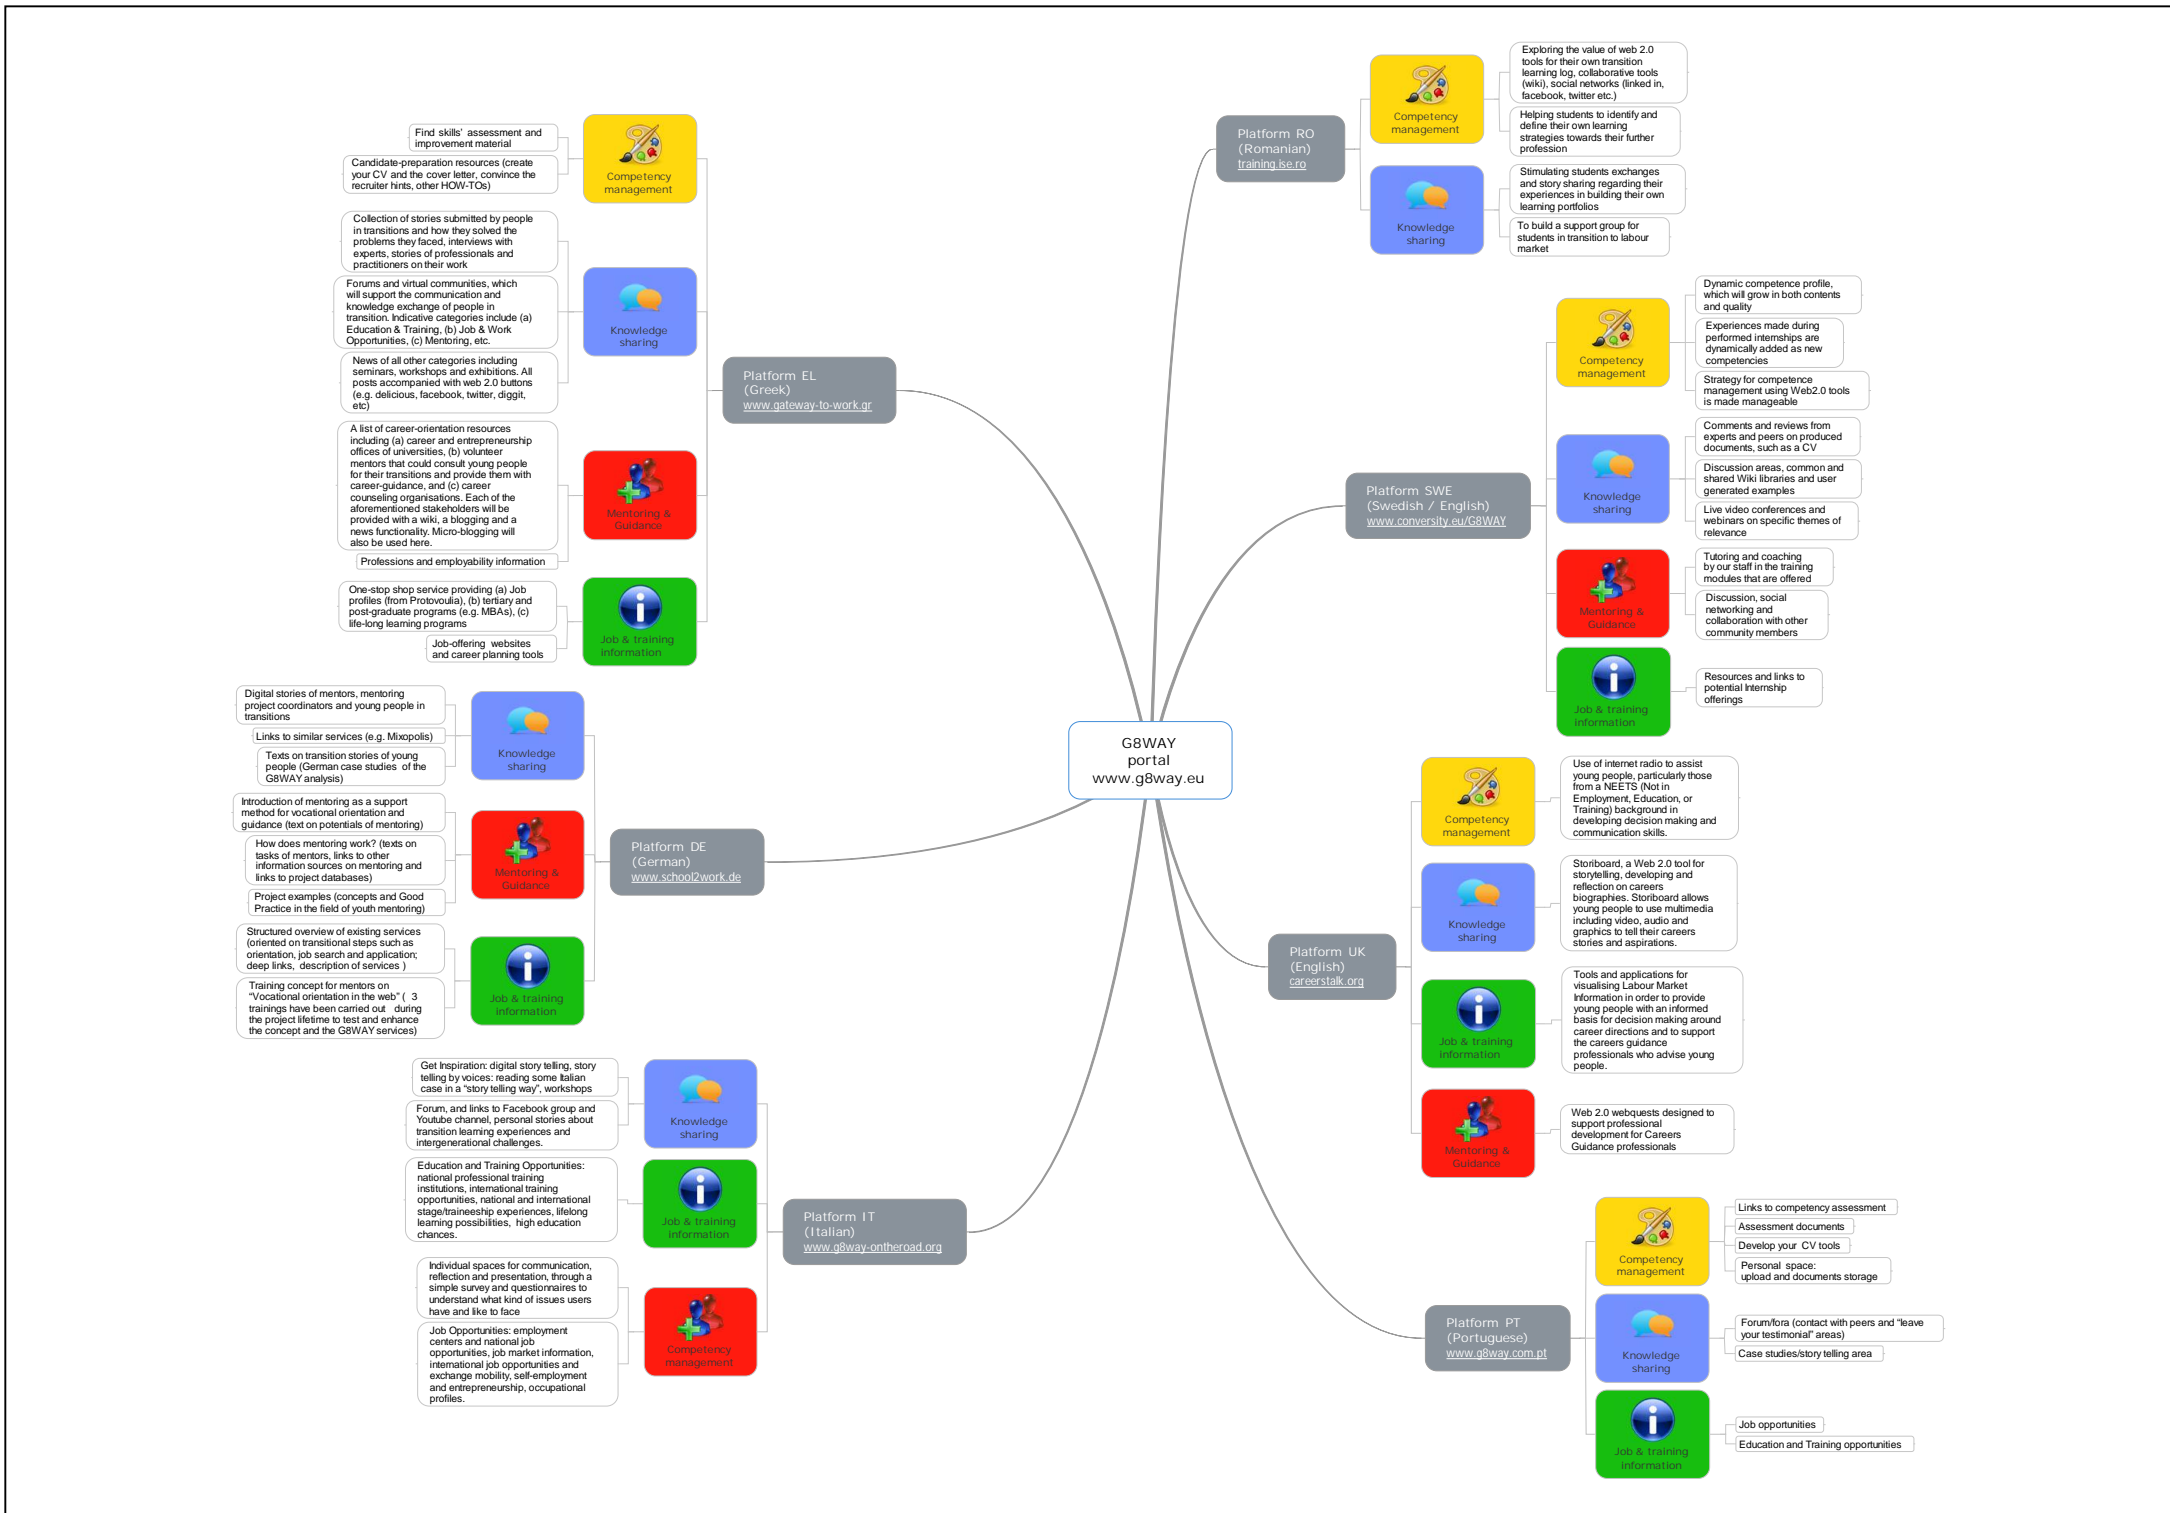 G8WAY
portal
www.g8way.eu
Platform RO
(Romanian)
training.ise.ro
Competency
management
Exploring the value of web 2.0
tools for their own transition
learning log, collaborative tools
(wiki), social networks (linked in,
facebook, twitter etc.)
Helping students to identify and
define their own learning
strategies towards their further
profession
Knowledge
sharing
Stimulating students exchanges
and story sharing regarding their
experiences in building their own
learning portfolios
To build a support group for
students in transition to labour
market
Platform SWE
(Swedish / English)
www.conversity.eu/G8WAY
Competency
management
Dynamic competence profile,
which will grow in both contents
and quality
Experiences made during
performed internships are
dynamically added as new
competencies
Strategy for competence
management using Web2.0 tools
is made manageable
Knowledge
sharing
Comments and reviews from
experts and peers on produced
documents, such as a CV
Discussion areas, common and
shared Wiki libraries and user
generated examples
Live video conferences and
webinars on specific themes of
relevance
Mentoring &
Guidance
Tutoring and coaching
by our staff in the training
modules that are offered
Discussion, social
networking and
collaboration with other
community members
Job & training
information
Resources and links to
potential Internship
offerings
Platform UK
(English)
careerstalk.org
Competency
management
Use of internet radio to assist
young people, particularly those
from a NEETS (Not in
Employment, Education, or
Training) background in
developing decision making and
communication skills.
Knowledge
sharing
Storiboard, a Web 2.0 tool for
storytelling, developing and
reflection on careers
biographies. Storiboard allows
young people to use multimedia
including video, audio and
graphics to tell their careers
stories and aspirations.
Job & training
information
Tools and applications for
visualising Labour Market
Information in order to provide
young people with an informed
basis for decision making around
career directions and to support
the careers guidance
professionals who advise young
people.
Mentoring &
Guidance
Web 2.0 webquests designed to
support professional
development for Careers
Guidance professionals
Platform PT
(Portuguese)
www.g8way.com.pt
Competency
management
Links to competency assessment
Assessment documents
Develop your CV tools
Personal space:
upload and documents storage
Knowledge
sharing
Forum/fora (contact with peers and “leave
your testimonial” areas)
Case studies/story telling area
Job & training
information
Job opportunities
Education and Training opportunities
Platform EL
(Greek)
www.gateway-to-work.gr
Competency
management
Find skills’ assessment and
improvement material
Candidate-preparation resources (create
your CV and the cover letter, convince the
recruiter hints, other HOW-TOs)
Knowledge
sharing
Collection of stories submitted by people
in transitions and how they solved the
problems they faced, interviews with
experts, stories of professionals and
practitioners on their work
Forums and virtual communities, which
will support the communication and
knowledge exchange of people in
transition. Indicative categories include (a)
Education & Training, (b) Job & Work
Opportunities, (c) Mentoring, etc.
News of all other categories including
seminars, workshops and exhibitions. All
posts accompanied with web 2.0 buttons
(e.g. delicious, facebook, twitter, diggit,
etc)
Mentoring &
Guidance
A list of career-orientation resources
including (a) career and entrepreneurship
offices of universities, (b) volunteer
mentors that could consult young people
for their transitions and provide them with
career-guidance, and (c) career
counseling organisations. Each of the
aforementioned stakeholders will be
provided with a wiki, a blogging and a
news functionality. Micro-blogging will
also be used here.
Professions and employability information
Job & training
information
One-stop shop service providing (a) Job
profiles (from Protovoulia), (b) tertiary and
post-graduate programs (e.g. MBAs), (c)
life-long learning programs
Job-offering websites
and career planning tools
Platform DE
(German)
www.school2work.de
Knowledge
sharing
Digital stories of mentors, mentoring
project coordinators and young people in
transitions
Links to similar services (e.g. Mixopolis)
Texts on transition stories of young
people (German case studies of the
G8WAY analysis)
Mentoring &
Guidance
Introduction of mentoring as a support
method for vocational orientation and
guidance (text on potentials of mentoring)
How does mentoring work? (texts on
tasks of mentors, links to other
information sources on mentoring and
links to project databases)
Project examples (concepts and Good
Practice in the field of youth mentoring)
Job & training
information
Structured overview of existing services
(oriented on transitional steps such as
orientation, job search and application;
deep links, description of services )
Training concept for mentors on
“Vocational orientation in the web” ( 3
trainings have been carried out during
the project lifetime to test and enhance
the concept and the G8WAY services)
Platform IT
(Italian)
www.g8way-ontheroad.org
Knowledge
sharing
Get Inspiration: digital story telling, story
telling by voices: reading some Italian
case in a “story telling way”, workshops
Forum, and links to Facebook group and
Youtube channel, personal stories about
transition learning experiences and
intergenerational challenges.
Job & training
information
Education and Training Opportunities:
national professional training
institutions, international training
opportunities, national and international
stage/traineeship experiences, lifelong
learning possibilities, high education
chances.
Competency
management
Individual spaces for communication,
reflection and presentation, through a
simple survey and questionnaires to
understand what kind of issues users
have and like to face
Job Opportunities: employment
centers and national job
opportunities, job market information,
international job opportunities and
exchange mobility, self-employment
and entrepreneurship, occupational
profiles.